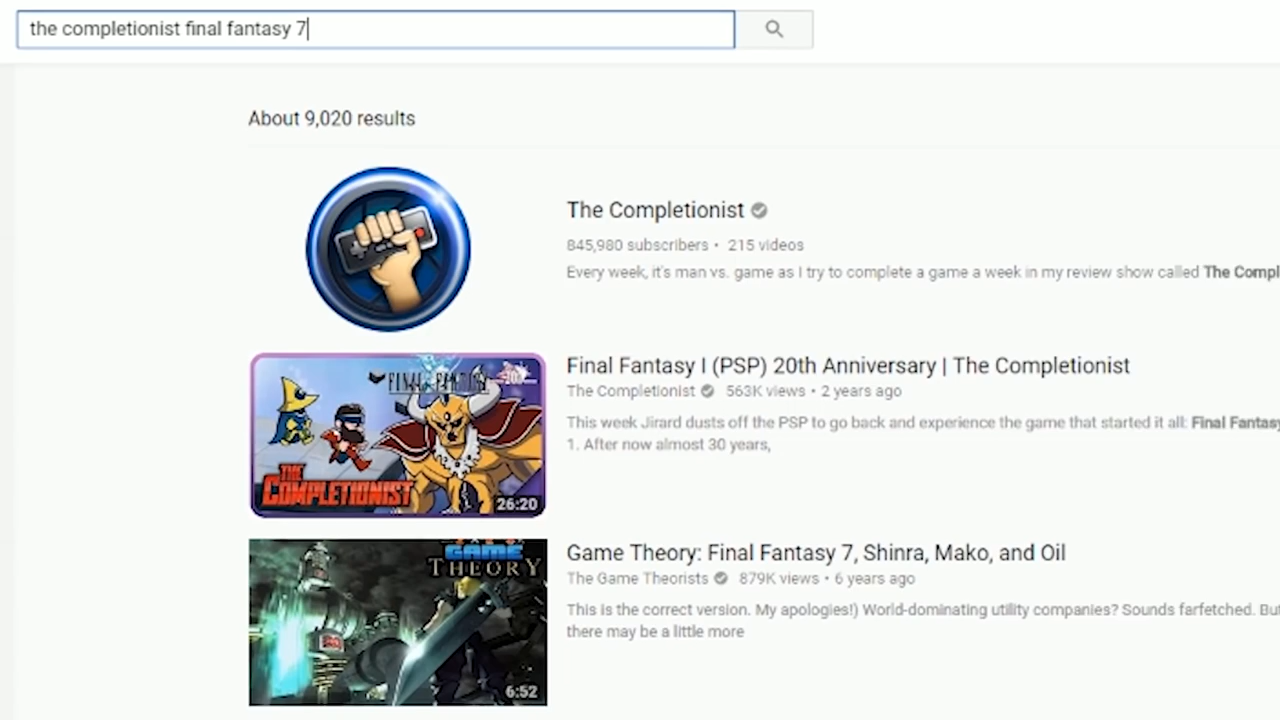 the completionist final fantasy 7
About 9,020 results
The Completionist
845,980 subscribers • 215 videos
Every week, it's man vs. game as I try to complete a game a week in my review show called The Compl
FINAL FANTASY
THE
COMPLETIONIST
26:20
Final Fantasy I (PSP) 20th Anniversary | The Completionist
The Completionist 563K views • 2 years ago
This week Jirard dusts off the PSP to go back and experience the game that started it all: Final Fantasy
1. After now almost 30 years,
GAME
THEORY
6:52
Game Theory: Final Fantasy 7, Shinra, Mako, and Oil
The Game Theorists 879K views • 6 years ago
This is the correct version. My apologies!) World-dominating utility companies? Sounds farfetched. But
there may be a little more